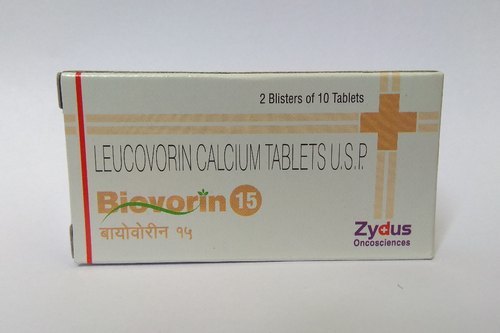 2 Blisters of 10 Tablets
LEUCOVORIN CALCIUM TABLETS U.S.P.
Biovorin 15
बायोवोरीन १५
Zydus
Oncosciences